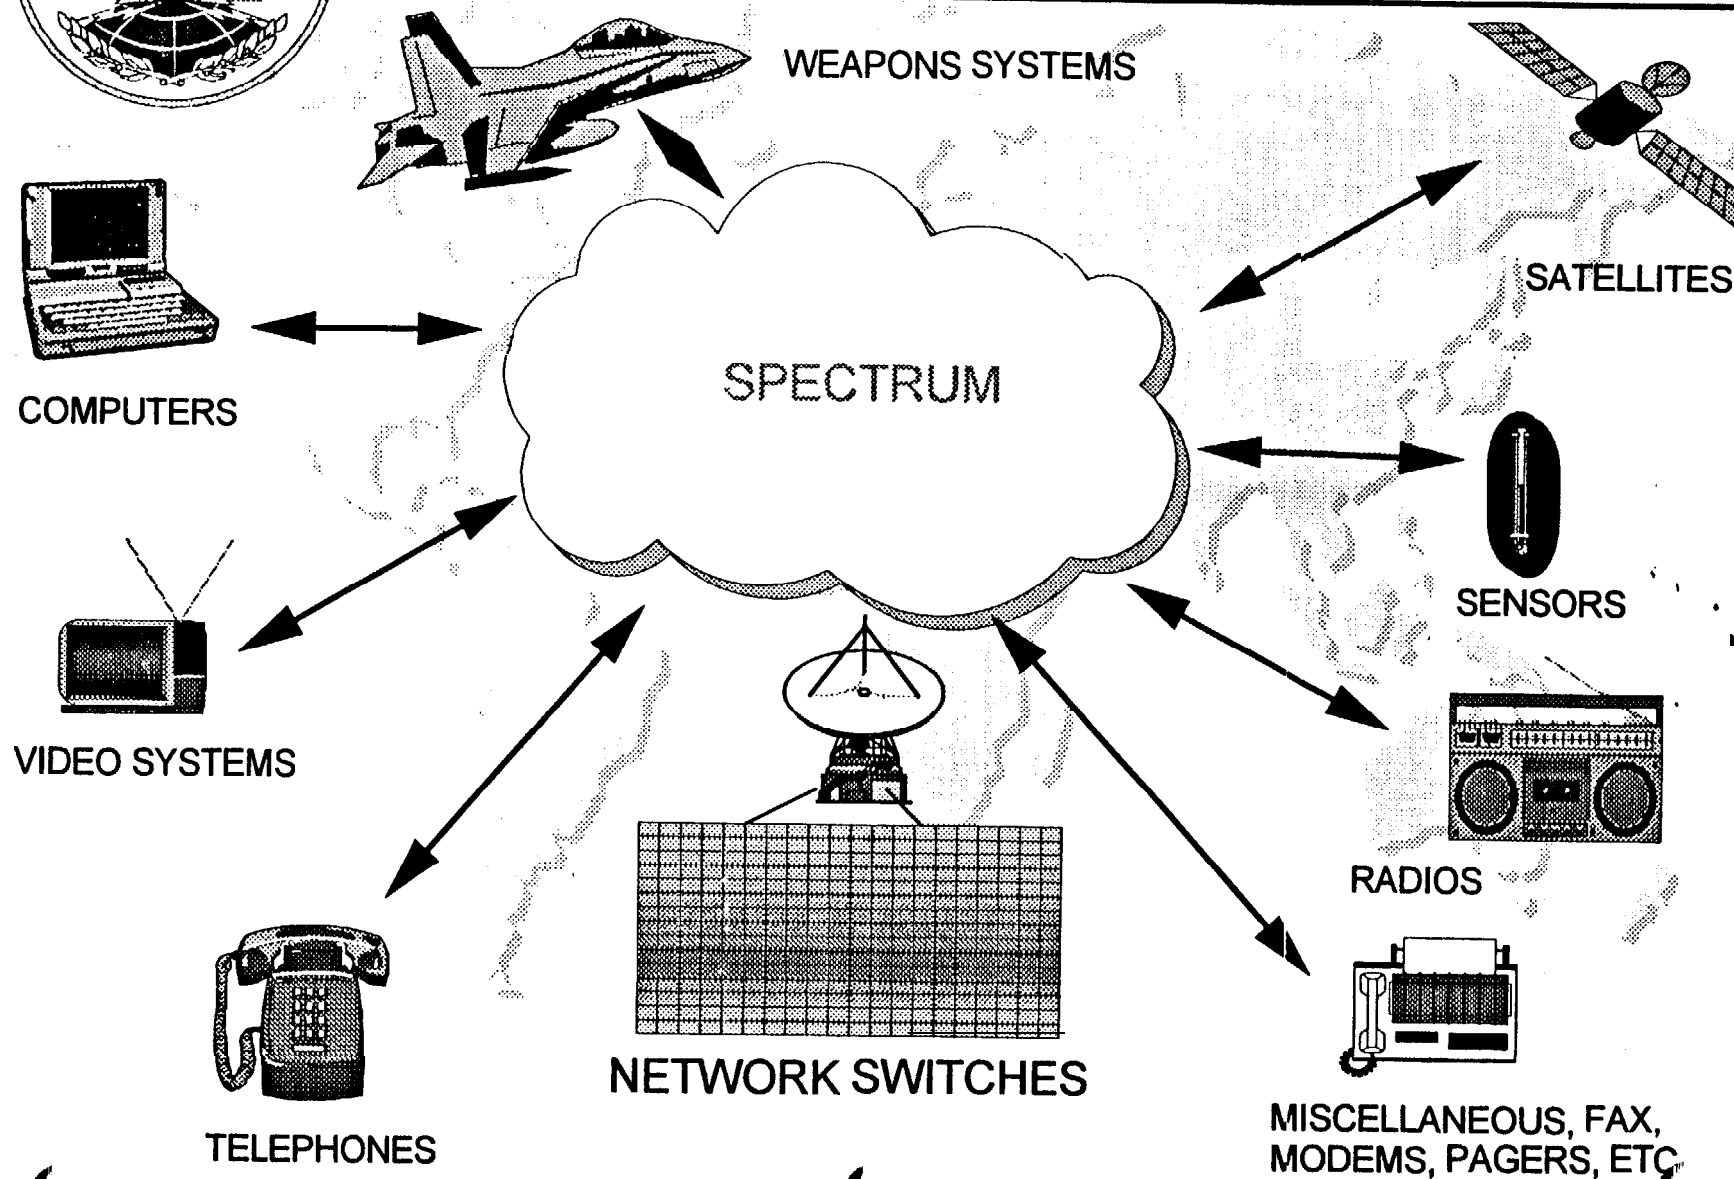 WEAPONS SYSTEMS
SATELLITES
COMPUTERS
SPECTRUM
SENSORS
VIDEO SYSTEMS
RADIOS
NETWORK SWITCHES
TELEPHONES
MISCELLANEOUS, FAX,
MODEMS, PAGERS, ETC